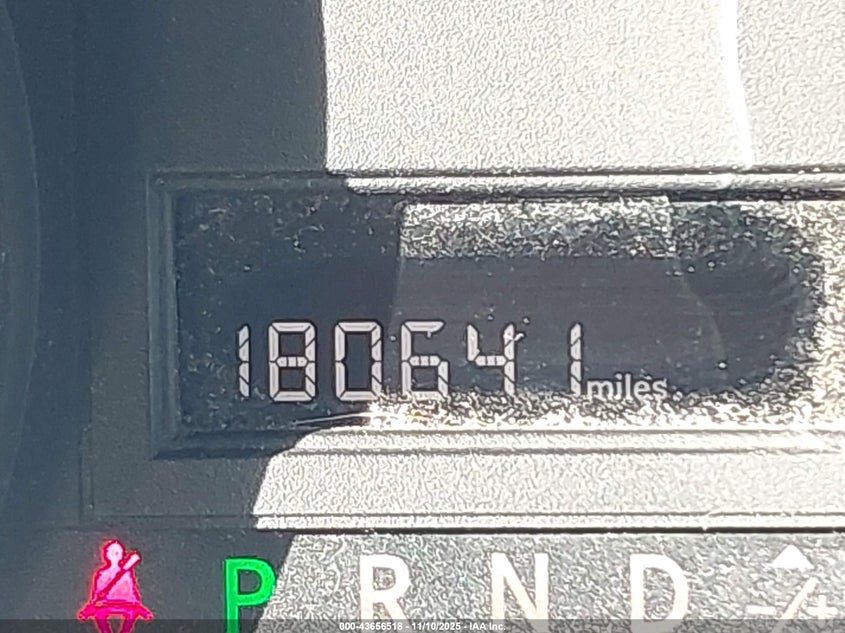 180641 miles
P R N D -/+
000-43656518 - 11/10/2025 - IAA Inc.